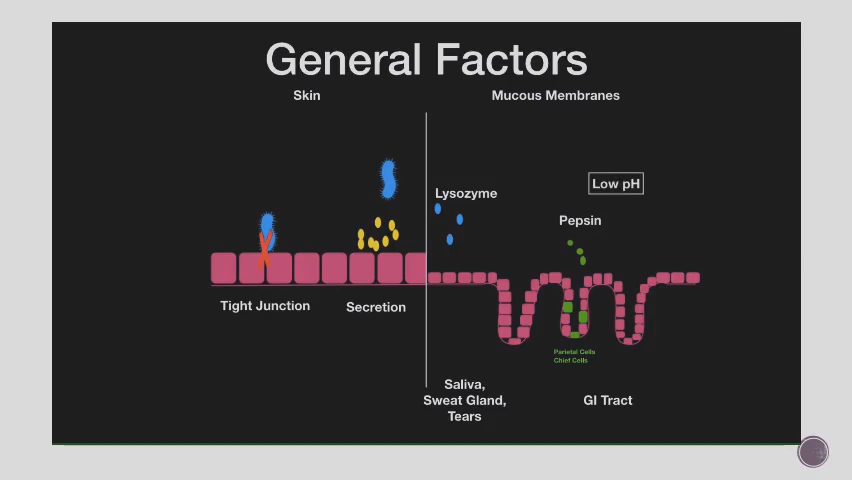 General Factors
Skin
Mucous Membranes
Lysozyme
Low pH
Pepsin
Tight Junction
Secretion
Parietal Cells
Chief Cells
Saliva,
Sweat Gland,
Tears
GI Tract